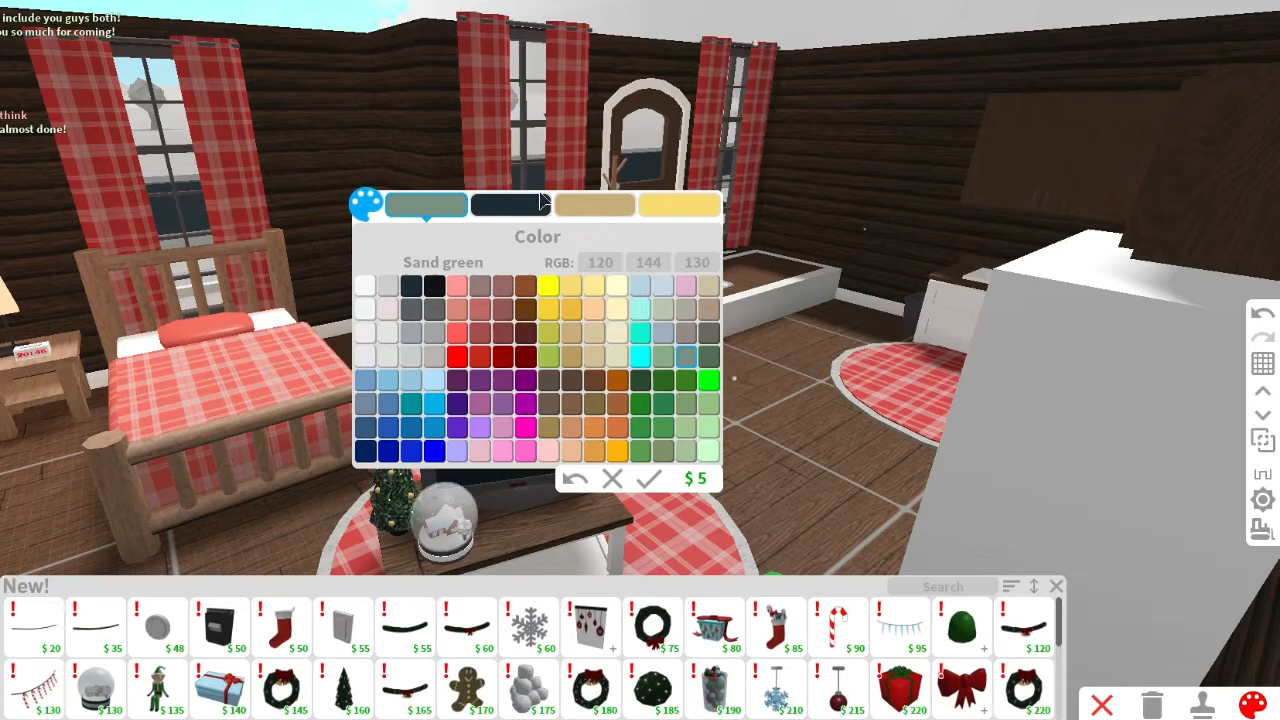 include you guys both!
u so much for coming!
think
almost done!
Color
Sand green
RGB: 120 144 130
$ 5
20145
New!
Search
$ 20 $ 35 $ 48 $ 50 $ 50 $ 55 $ 55 $ 60 $ 60 + $ 75 $ 80 $ 85 $ 90 $ 95 + $ 120
$ 130 $ 130 $ 135 $ 140 $ 145 $ 160 $ 165 $ 170 $ 175 $ 180 $ 185 $ 190 $ 210 $ 215 $ 220 + $ 220